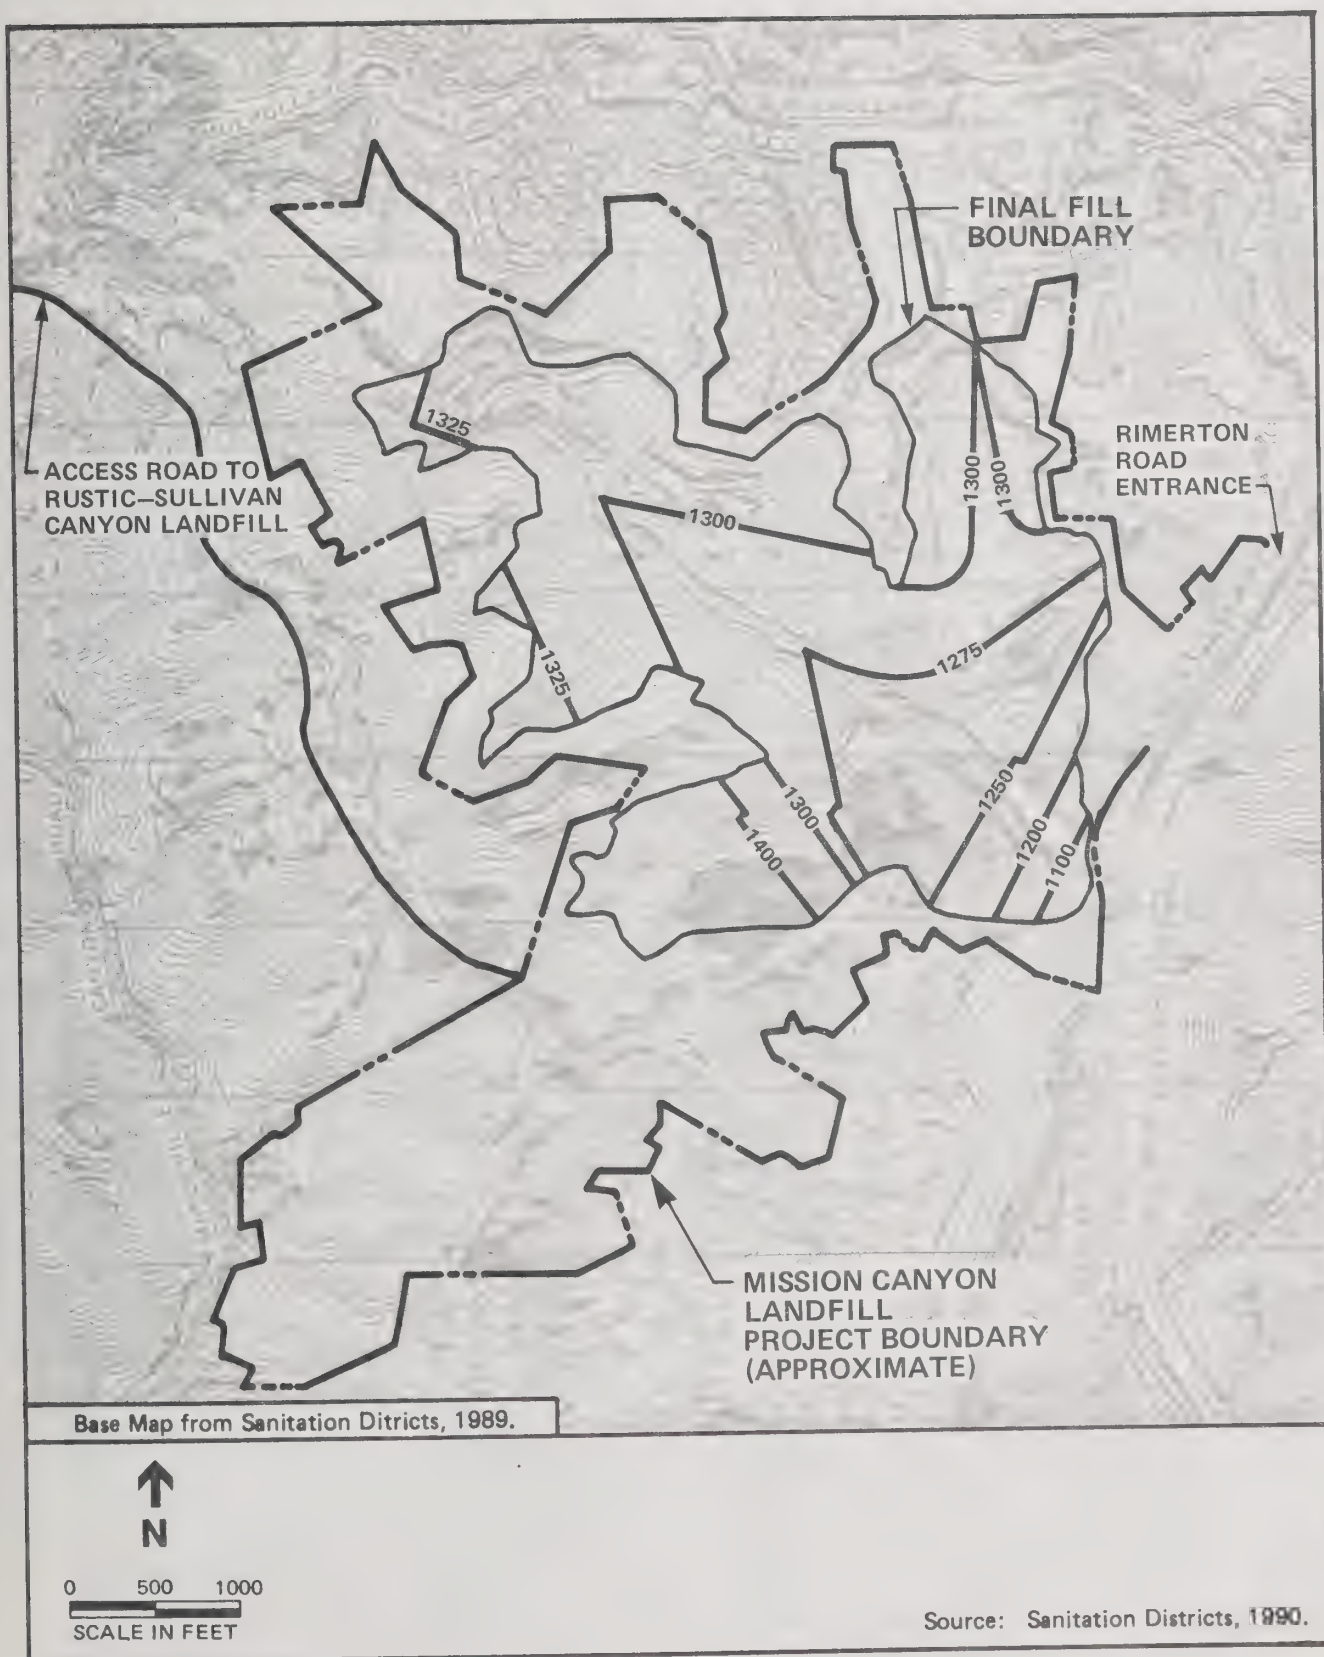 FINAL FILL
BOUNDARY
RIMERTON
ROAD
ENTRANCE
ACCESS ROAD TO
RUSTIC–SULLIVAN
CANYON LANDFILL
1325
1300
1300
1300
1275
1325
1250
1300
1200
1400
1100
MISSION CANYON
LANDFILL
PROJECT BOUNDARY
(APPROXIMATE)
Base Map from Sanitation Ditricts, 1989.
N
0 500 1000
SCALE IN FEET
Source: Sanitation Districts, 1990.